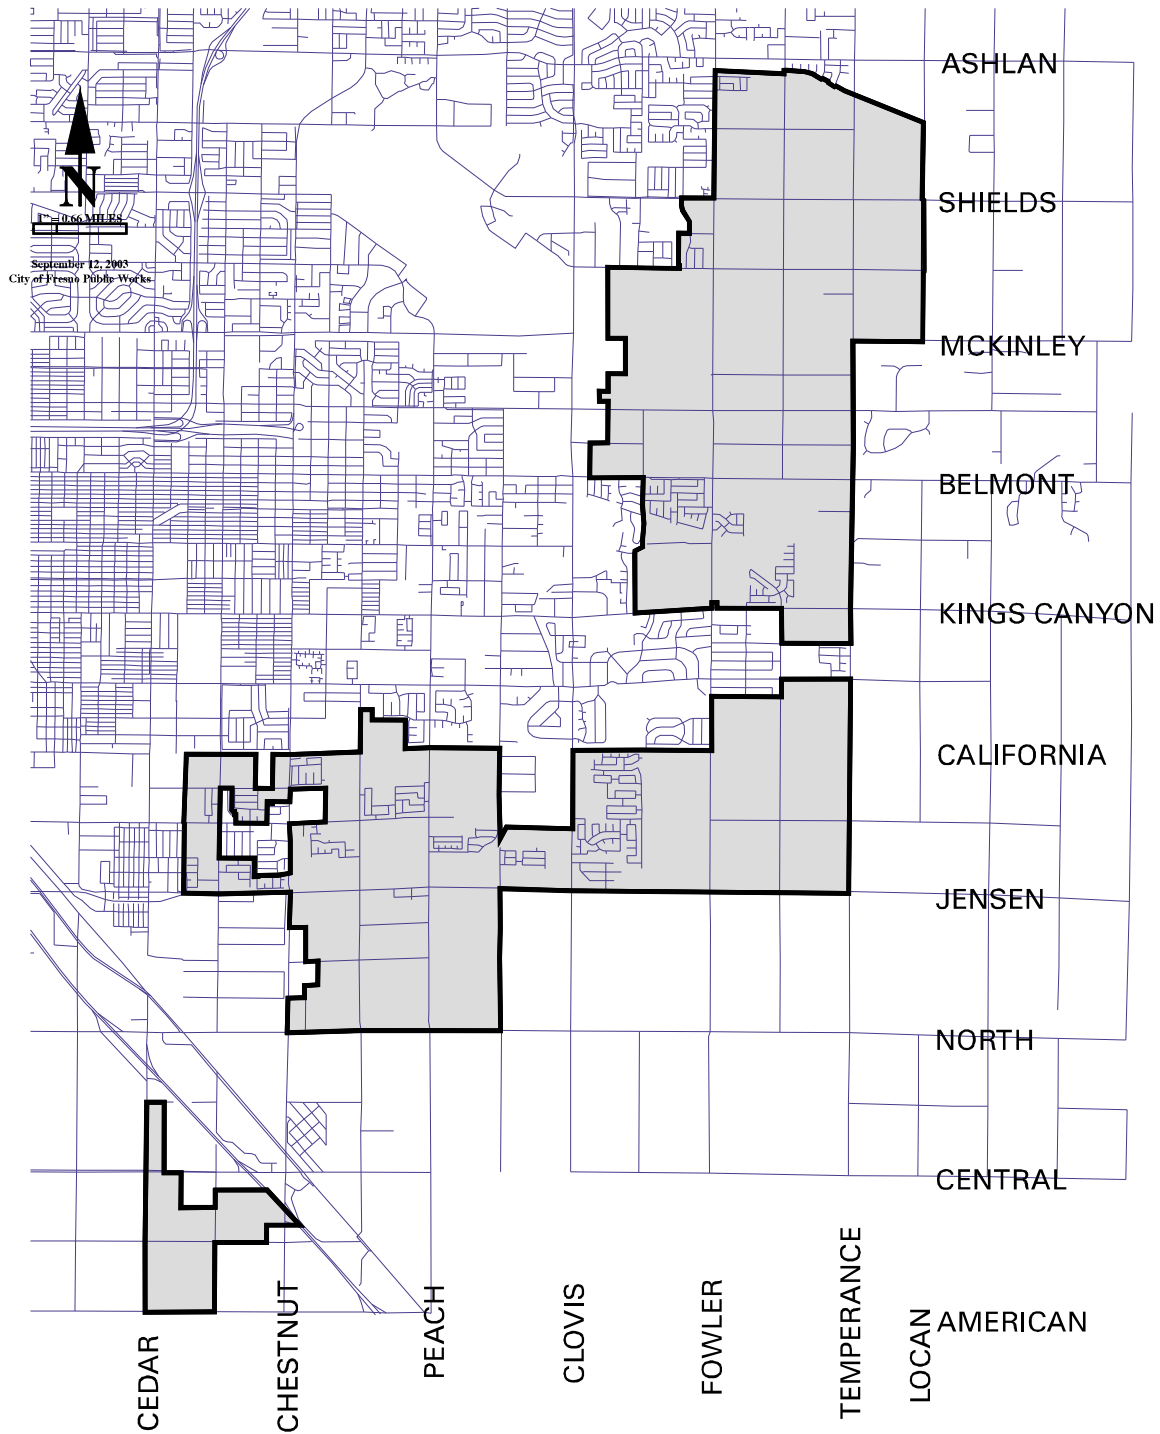 ASHLAN
N
SHIELDS
1" = 0.66 MILES
September 12, 2003
City of Fresno Public Works
MCKINLEY
BELMONT
KINGS CANYON
CALIFORNIA
JENSEN
NORTH
CENTRAL
AMERICAN
CEDAR
CHESTNUT
PEACH
CLOVIS
FOWLER
TEMPERANCE
LOCAN